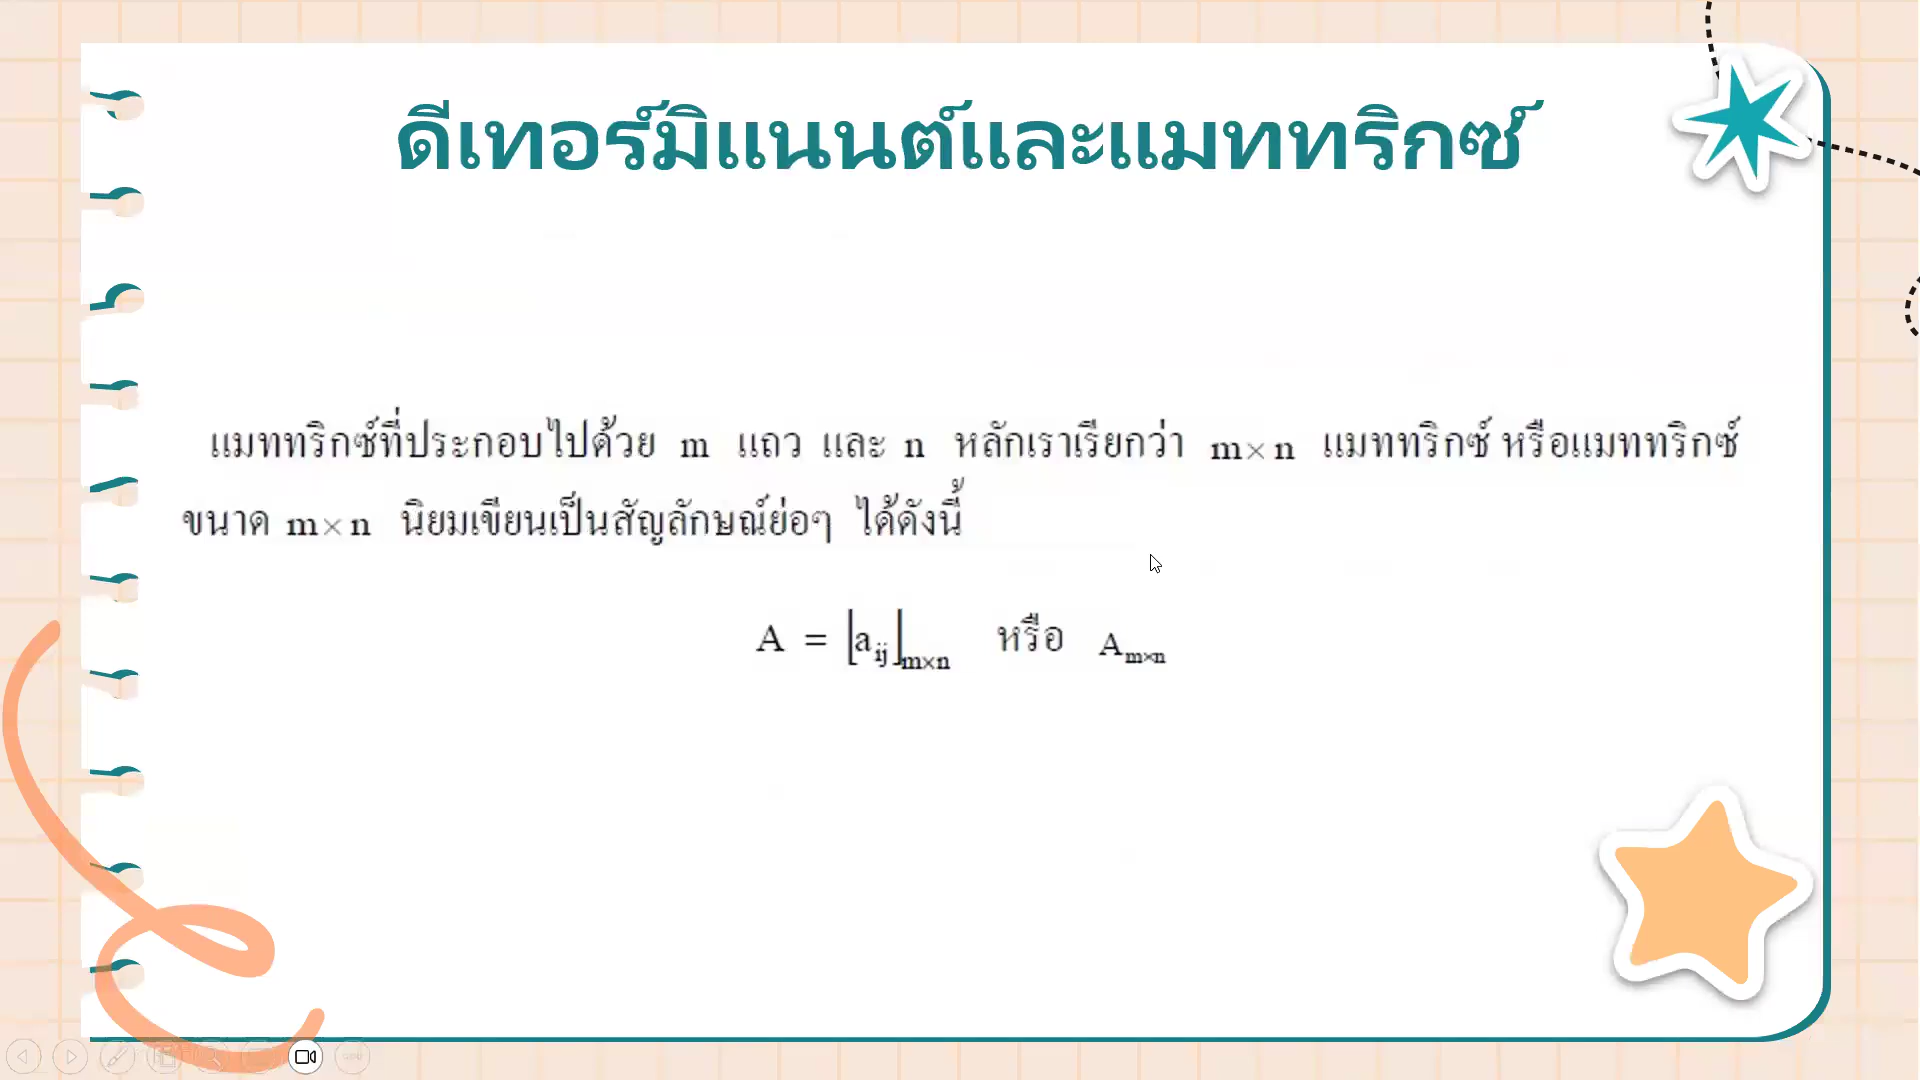 ดีเทอร์มิแนนต์และแมททริกซ์
แมททริกซ์ที่ประกอบไปด้วย m แถว และ n หลักเราเรียกว่า m×n แมททริกซ์ หรือแมททริกซ์
ขนาด m×n นิยมเขียนเป็นสัญลักษณ์ย่อๆ ได้ดังนี้
A = ⌊a_ij⌋_m×n หรือ A_m×n